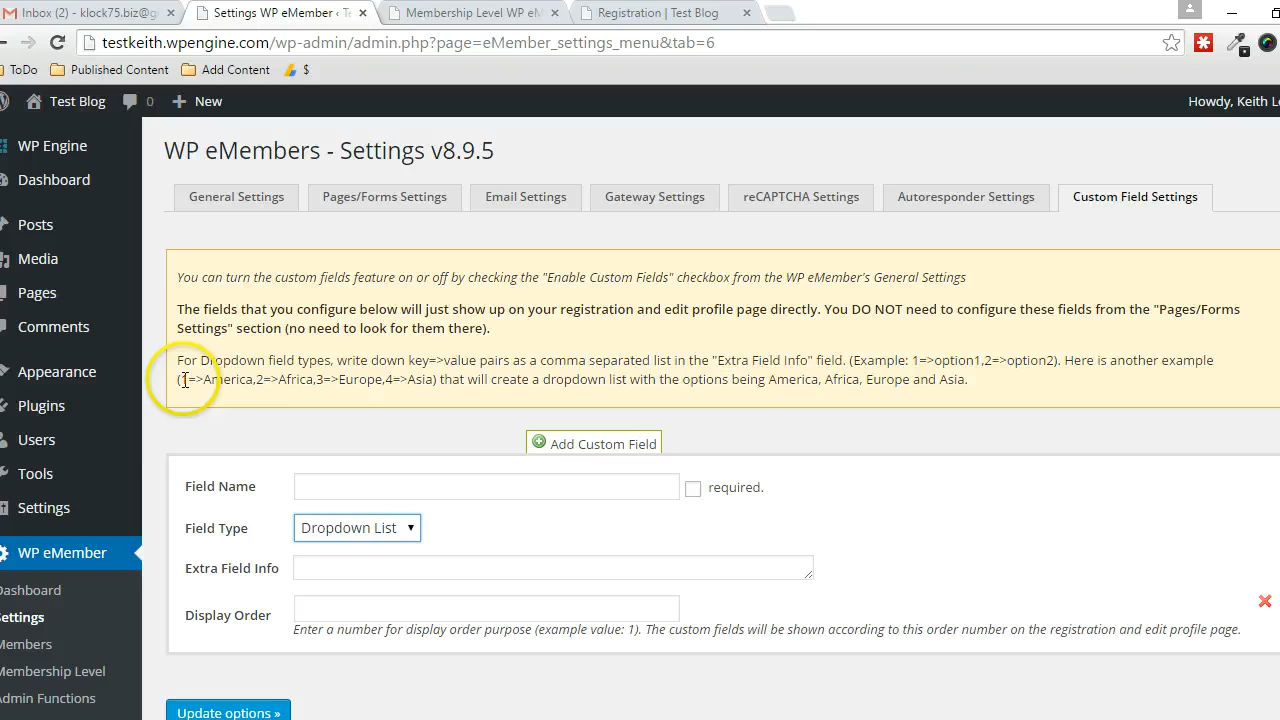 Inbox (2) - klock75.biz@g
Settings WP eMember ‹ Te
Membership Level WP eM
Registration | Test Blog
testkeith.wpengine.com/wp-admin/admin.php?page=eMember_settings_menu&tab=6
ToDo
Published Content
Add Content
$
Test Blog
0
New
Howdy, Keith L
WP Engine
Dashboard
Posts
Media
Pages
Comments
Appearance
Plugins
Users
Tools
Settings
WP eMember
Dashboard
Settings
Members
Membership Level
Admin Functions
WP eMembers - Settings v8.9.5
General Settings
Pages/Forms Settings
Email Settings
Gateway Settings
reCAPTCHA Settings
Autoresponder Settings
Custom Field Settings
You can turn the custom fields feature on or off by checking the "Enable Custom Fields" checkbox from the WP eMember's General Settings
The fields that you configure below will just show up on your registration and edit profile page directly. You DO NOT need to configure these fields from the "Pages/Forms
Settings" section (no need to look for them there).
For Dropdown field types, write down key=>value pairs as a comma separated list in the "Extra Field Info" field. (Example: 1=>option1,2=>option2). Here is another example
(1=>America,2=>Africa,3=>Europe,4=>Asia) that will create a dropdown list with the options being America, Africa, Europe and Asia.
Add Custom Field
Field Name
required.
Field Type
Dropdown List
Extra Field Info
Display Order
Enter a number for display order purpose (example value: 1). The custom fields will be shown according to this order number on the registration and edit profile page.
Update options »